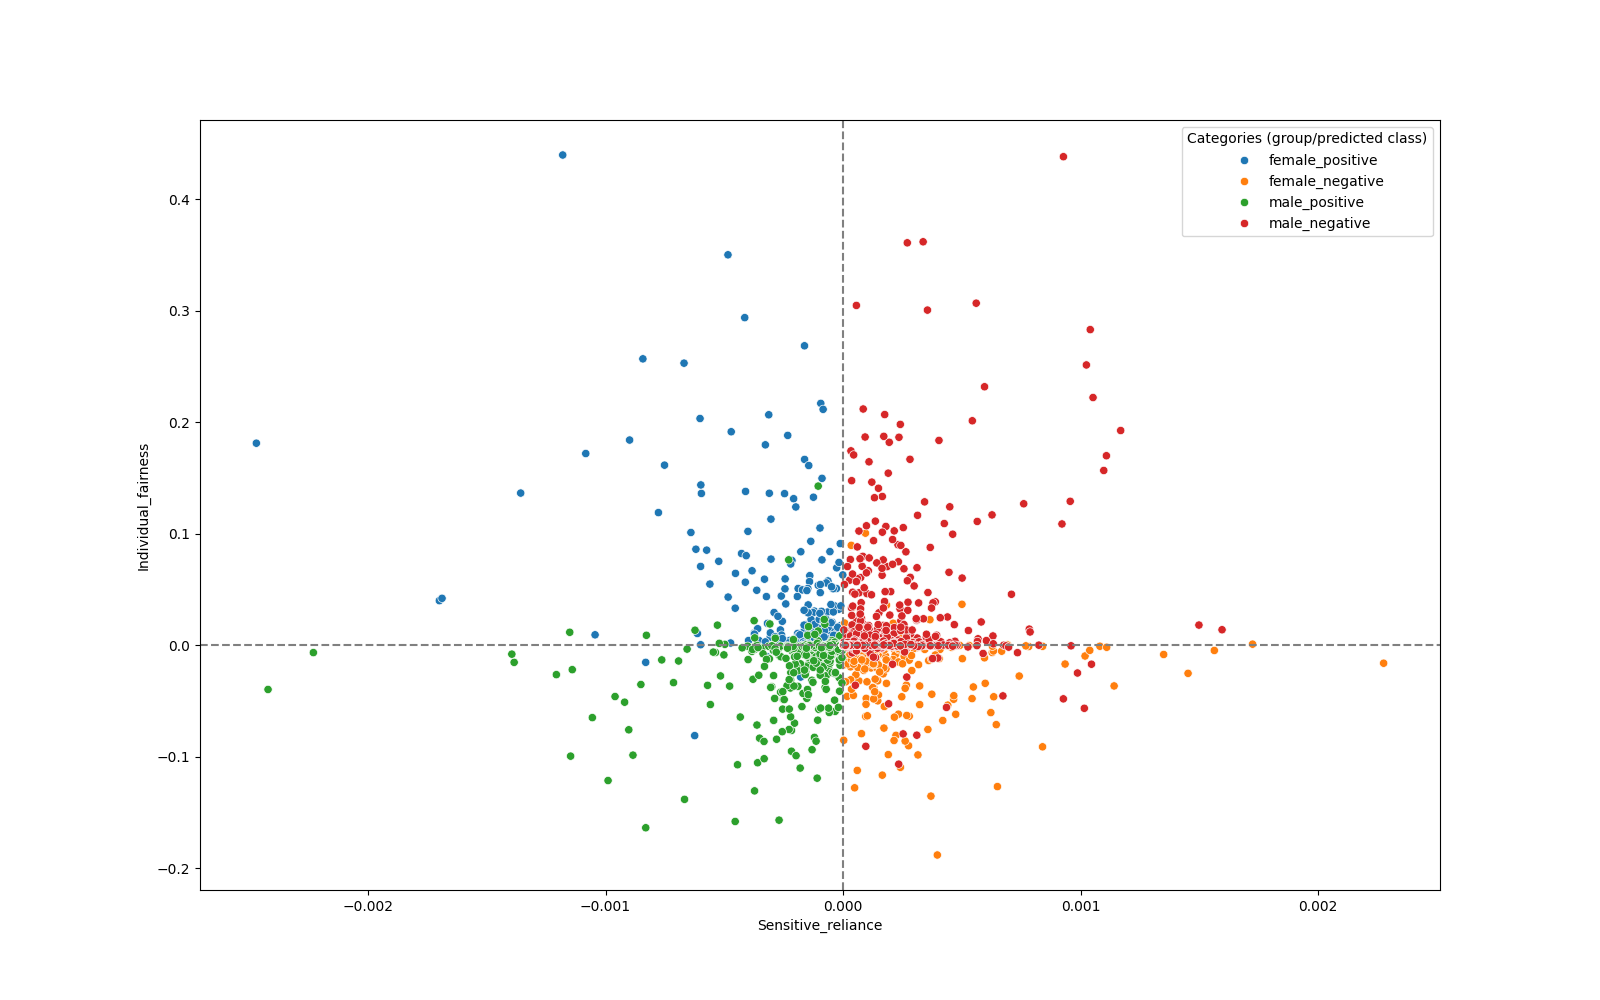 Categories (group/predicted class)
female_positive
female_negative
male_positive
male_negative
0.4
0.3
0.2
0.1
0.0
−0.1
−0.2
Individual_fairness
−0.002
−0.001
0.000
0.001
0.002
Sensitive_reliance